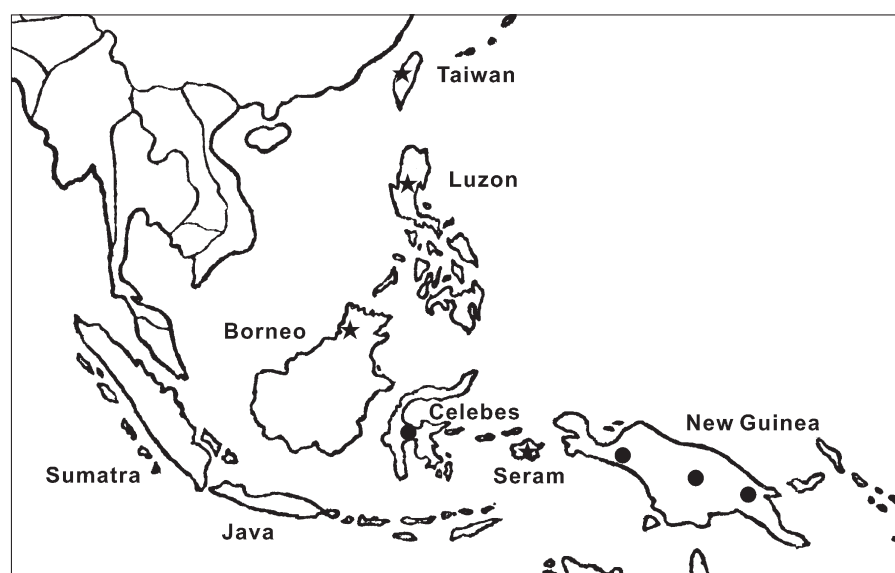 Taiwan
Luzon
Borneo
Celebes
New Guinea
Sumatra
Seram
Java